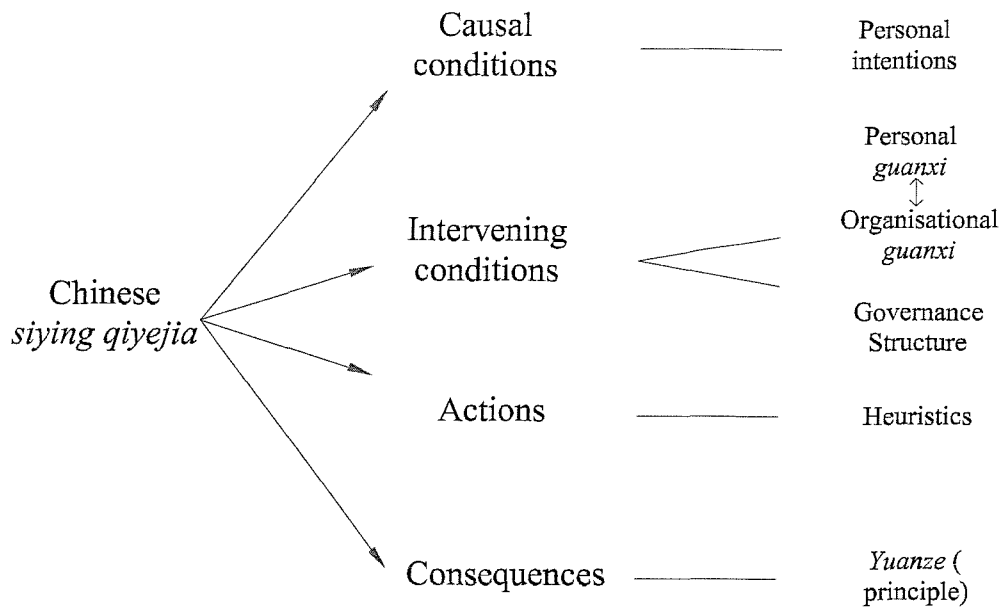 Causal
conditions
Personal
intentions
Personal
guanxi
Organisational
guanxi
Intervening
conditions
Governance
Structure
Chinese
siying qiyejia
Actions
Heuristics
Consequences
Yuanze (
principle)